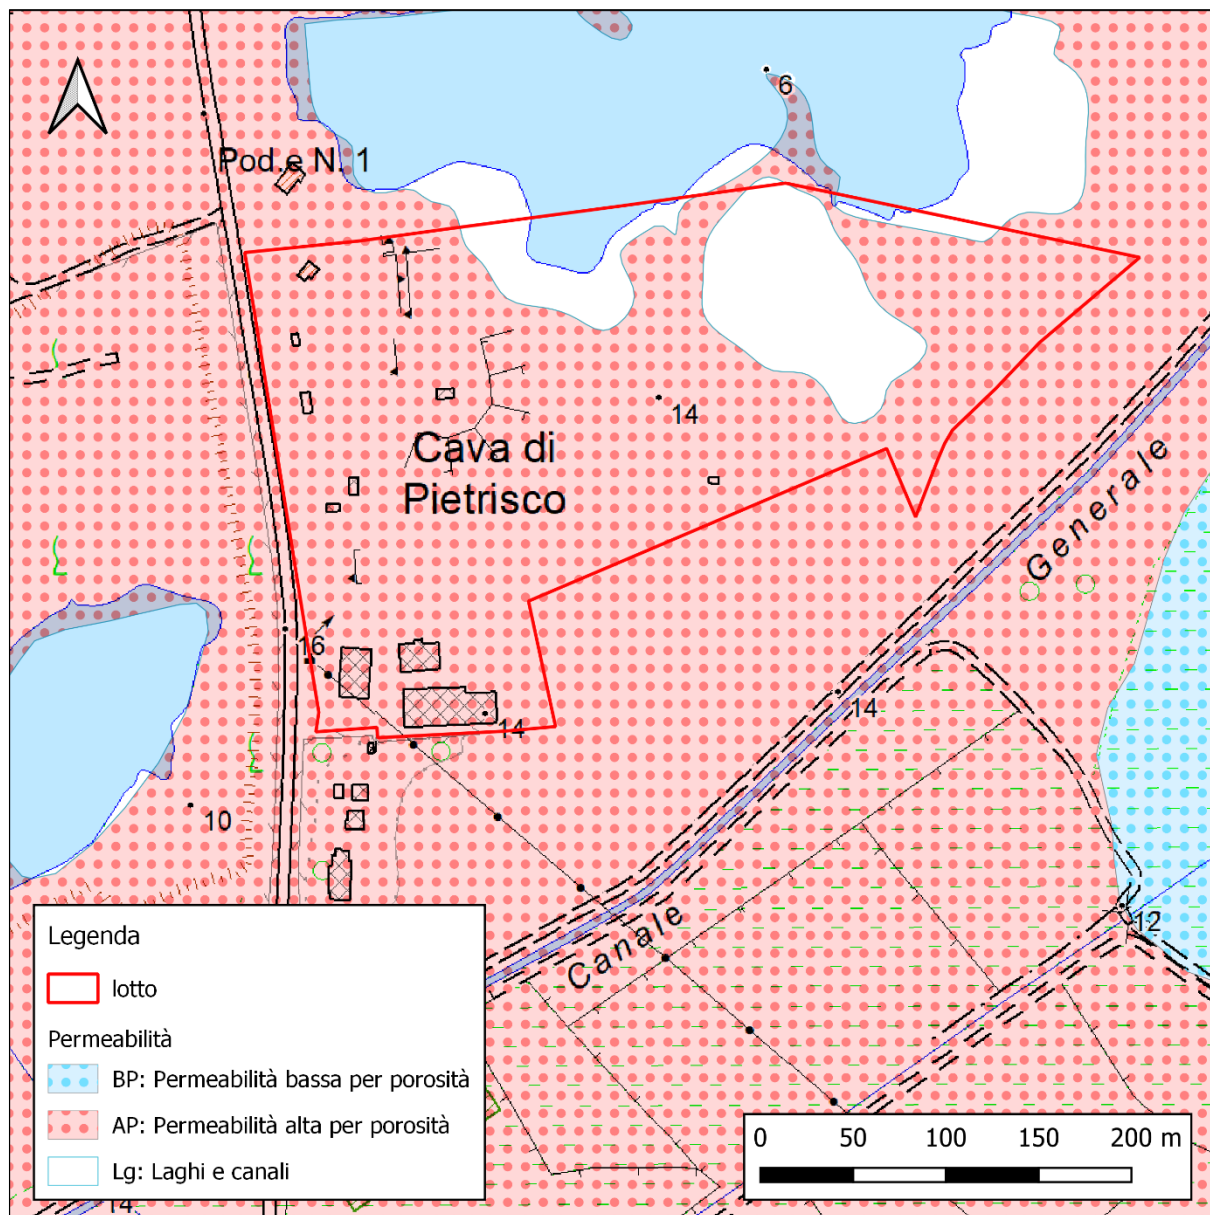 6
Pod.e N. 1
14
Cava di
Pietrisco
Generale
16
14
14
10
12
Canale
Legenda
lotto
Permeabilità
BP: Permeabilità bassa per porosità
AP: Permeabilità alta per porosità
Lg: Laghi e canali
0 50 100 150 200 m
14